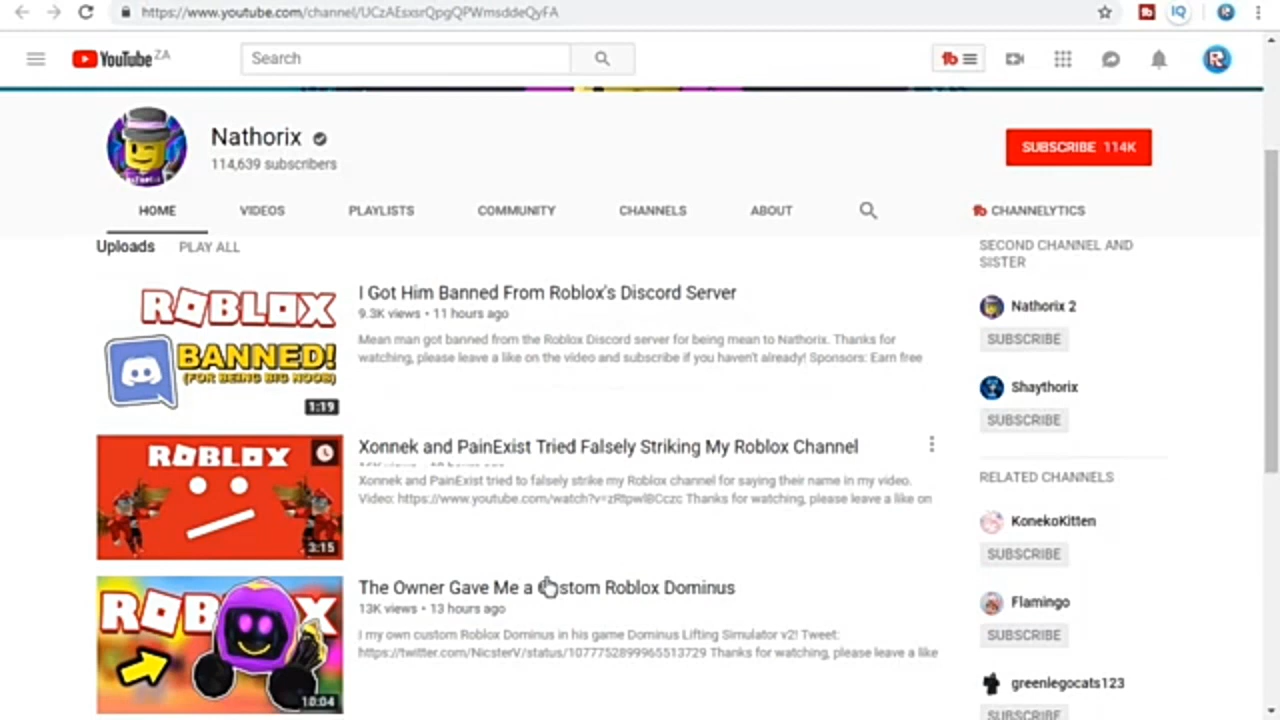 https://www.youtube.com/channel/UCzAEsxsrQpgQPWmsddeQyFA
IQ
YouTube ZA
Search
Nathorix
114,639 subscribers
SUBSCRIBE 114K
HOME VIDEOS PLAYLISTS COMMUNITY CHANNELS ABOUT CHANNELYTICS
Uploads PLAY ALL
ROBLOX
BANNED!
(FOR BEING BIG NOOB)
1:19
I Got Him Banned From Roblox's Discord Server
9.3K views • 11 hours ago
Mean man got banned from the Roblox Discord server for being mean to Nathorix. Thanks for
watching, please leave a like on the video and subscribe if you haven't already! Sponsors: Earn free
ROBLOX
3:15
Xonnek and PainExist Tried Falsely Striking My Roblox Channel
Xonnek and PainExist tried to falsely strike my Roblox channel for saying their name in my video.
Video: https://www.youtube.com/watch?v=zRtpwlBCczc Thanks for watching, please leave a like on
ROB X
10:04
The Owner Gave Me a Custom Roblox Dominus
13K views • 13 hours ago
I my own custom Roblox Dominus in his game Dominus Lifting Simulator v2! Tweet:
https://twitter.com/NicsterV/status/1077752899965513729 Thanks for watching, please leave a like
SECOND CHANNEL AND
SISTER
Nathorix 2
SUBSCRIBE
Shaythorix
SUBSCRIBE
RELATED CHANNELS
KonekoKitten
SUBSCRIBE
Flamingo
SUBSCRIBE
greenlegocats123
SUBSCRIBE